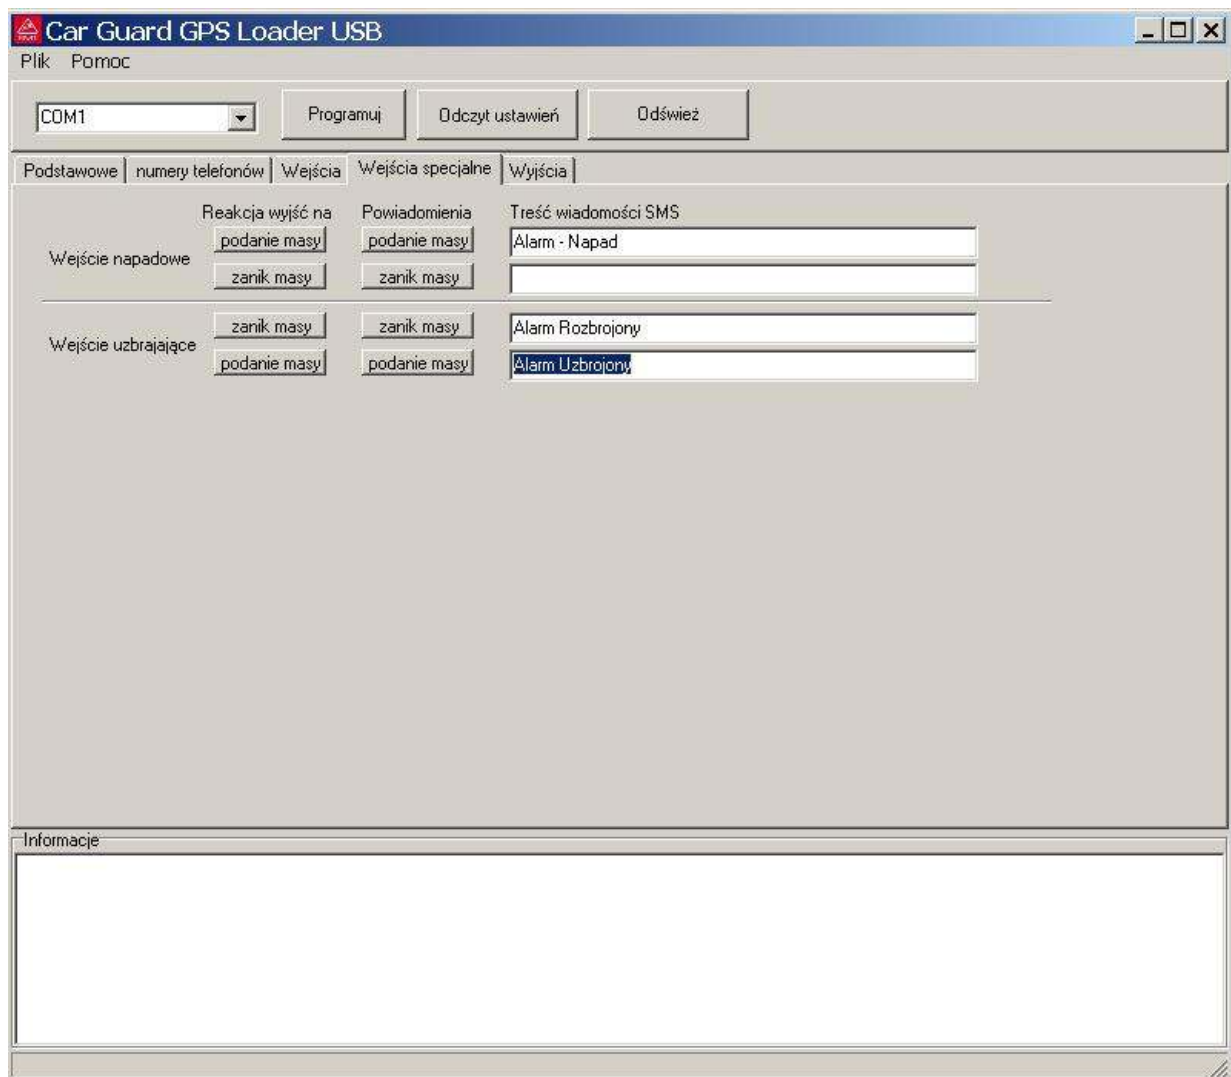 Car Guard GPS Loader USB
Plik Pomoc
COM1 Programuj Odczyt ustawień Odśwież
Podstawowe numery telefonów Wejścia Wejścia specjalne Wyjścia
Reakcja wyjść na Powiadomienia Treść wiadomości SMS
Wejście napadowe podanie masy podanie masy Alarm - Napad
zanik masy zanik masy
Wejście uzbrajające zanik masy zanik masy Alarm Rozbrojony
podanie masy podanie masy Alarm Uzbrojony
Informacje